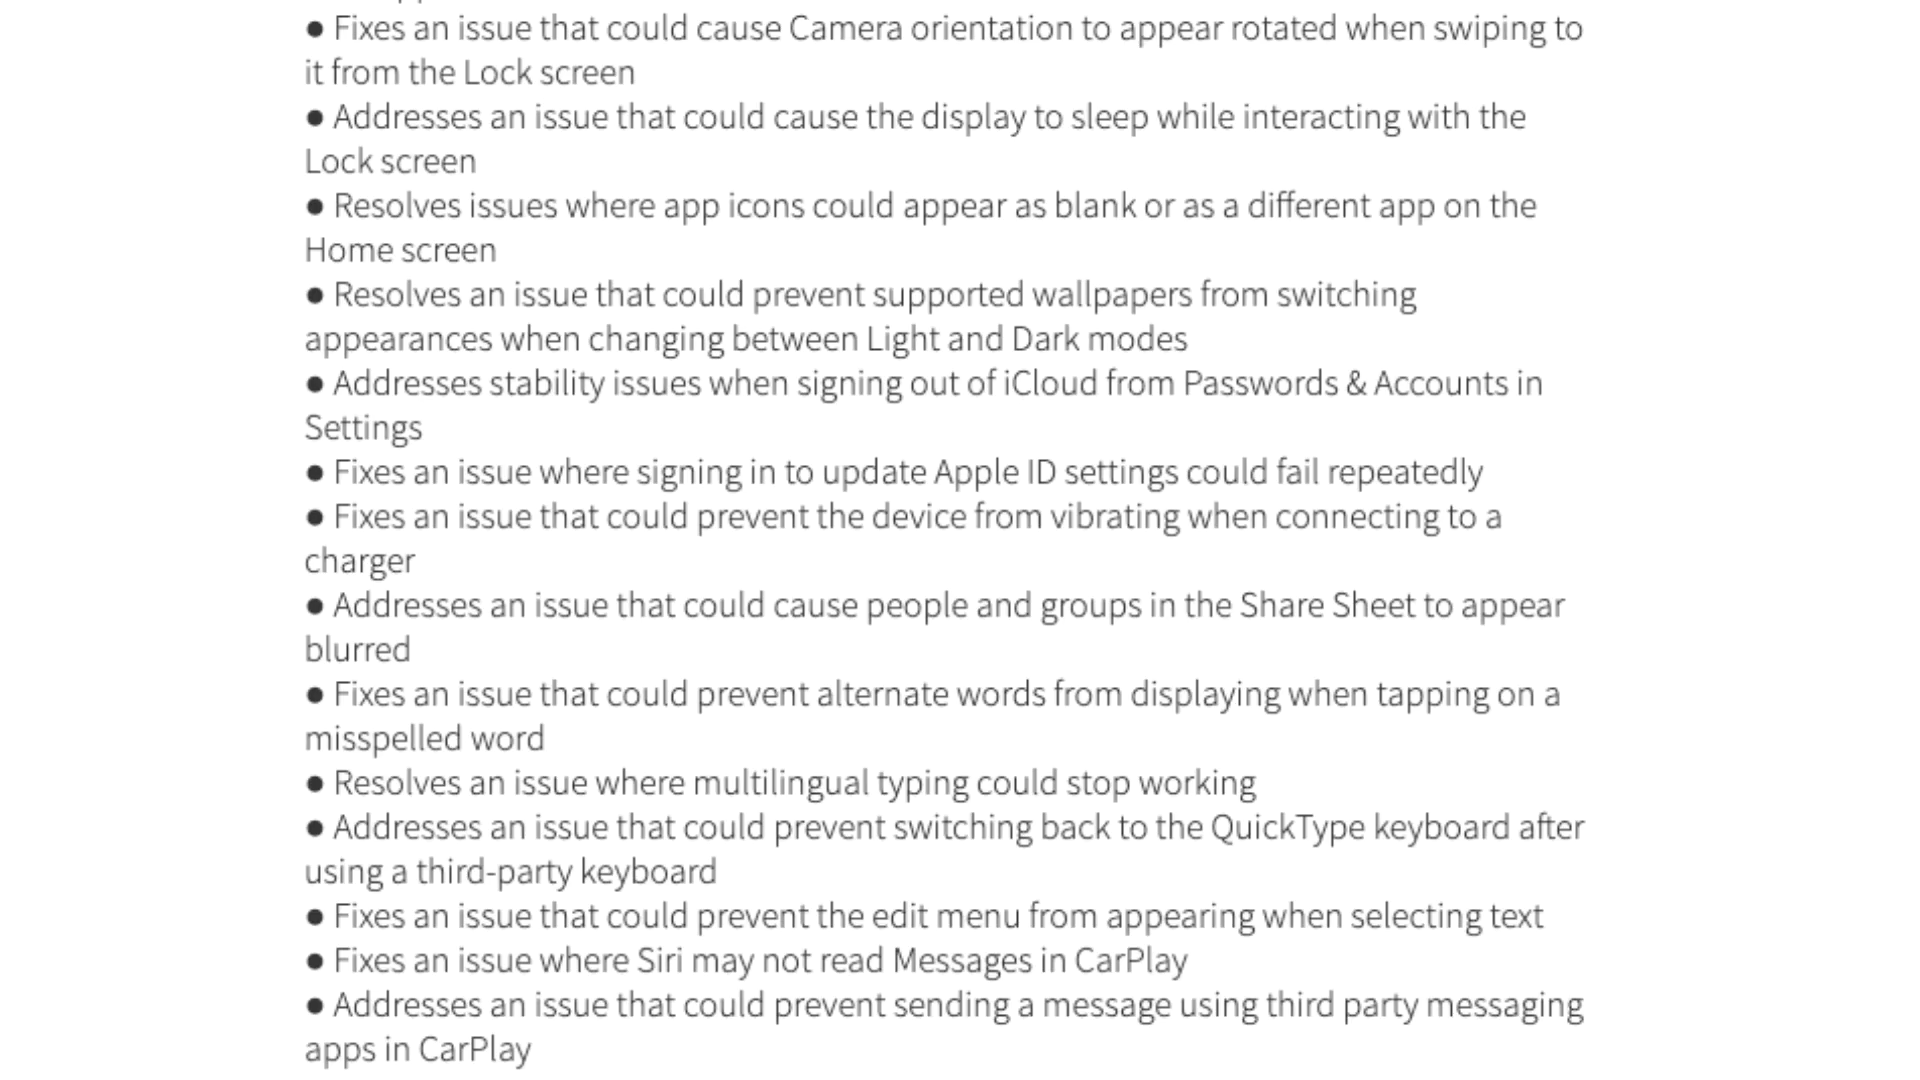 ● Fixes an issue that could cause Camera orientation to appear rotated when swiping to
it from the Lock screen
● Addresses an issue that could cause the display to sleep while interacting with the
Lock screen
● Resolves issues where app icons could appear as blank or as a different app on the
Home screen
● Resolves an issue that could prevent supported wallpapers from switching
appearances when changing between Light and Dark modes
● Addresses stability issues when signing out of iCloud from Passwords & Accounts in
Settings
● Fixes an issue where signing in to update Apple ID settings could fail repeatedly
● Fixes an issue that could prevent the device from vibrating when connecting to a
charger
● Addresses an issue that could cause people and groups in the Share Sheet to appear
blurred
● Fixes an issue that could prevent alternate words from displaying when tapping on a
misspelled word
● Resolves an issue where multilingual typing could stop working
● Addresses an issue that could prevent switching back to the QuickType keyboard after
using a third-party keyboard
● Fixes an issue that could prevent the edit menu from appearing when selecting text
● Fixes an issue where Siri may not read Messages in CarPlay
● Addresses an issue that could prevent sending a message using third party messaging
apps in CarPlay